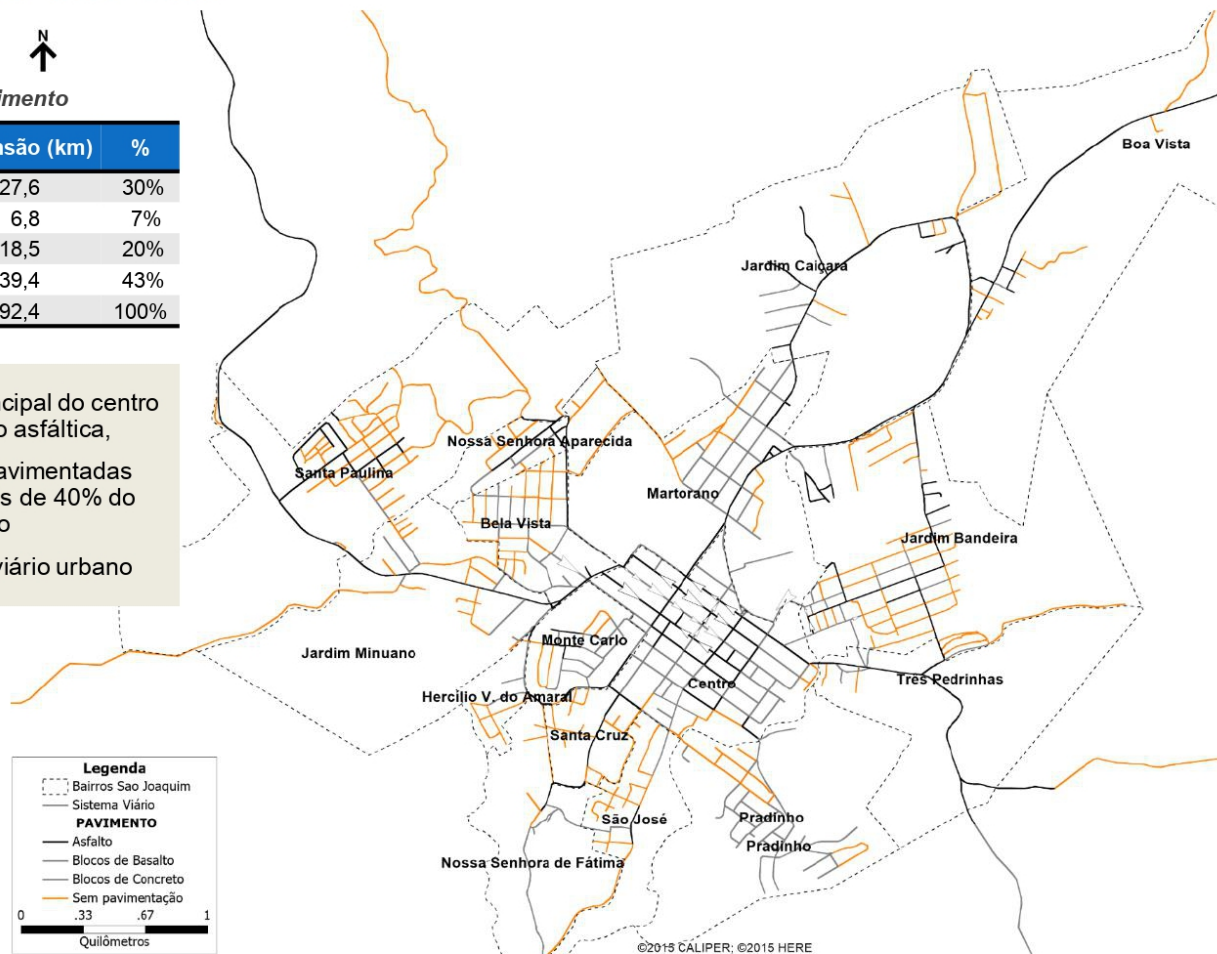 N
imento
nsão (km) %
27,6 30%
6,8 7%
18,5 20%
39,4 43%
92,4 100%
cipal do centro
o asfáltica,
avimentadas
s de 40% do
o
viário urbano
Boa Vista
Jardim Caiçara
Nossa Senhora Aparecida
Santa Paulina
Martorano
Bela Vista
Jardim Bandeira
Monte Carlo
Jardim Minuano
Centro
Três Pedrinhas
Hercílio V. do Amaral
Santa Cruz
São José
Pradinho
Pradinho
Nossa Senhora de Fátima
Legenda
Bairros Sao Joaquim
Sistema Viário
PAVIMENTO
Asfalto
Blocos de Basalto
Blocos de Concreto
Sem pavimentação
0 .33 .67 1
Quilômetros
©2015 CALIPER; ©2015 HERE